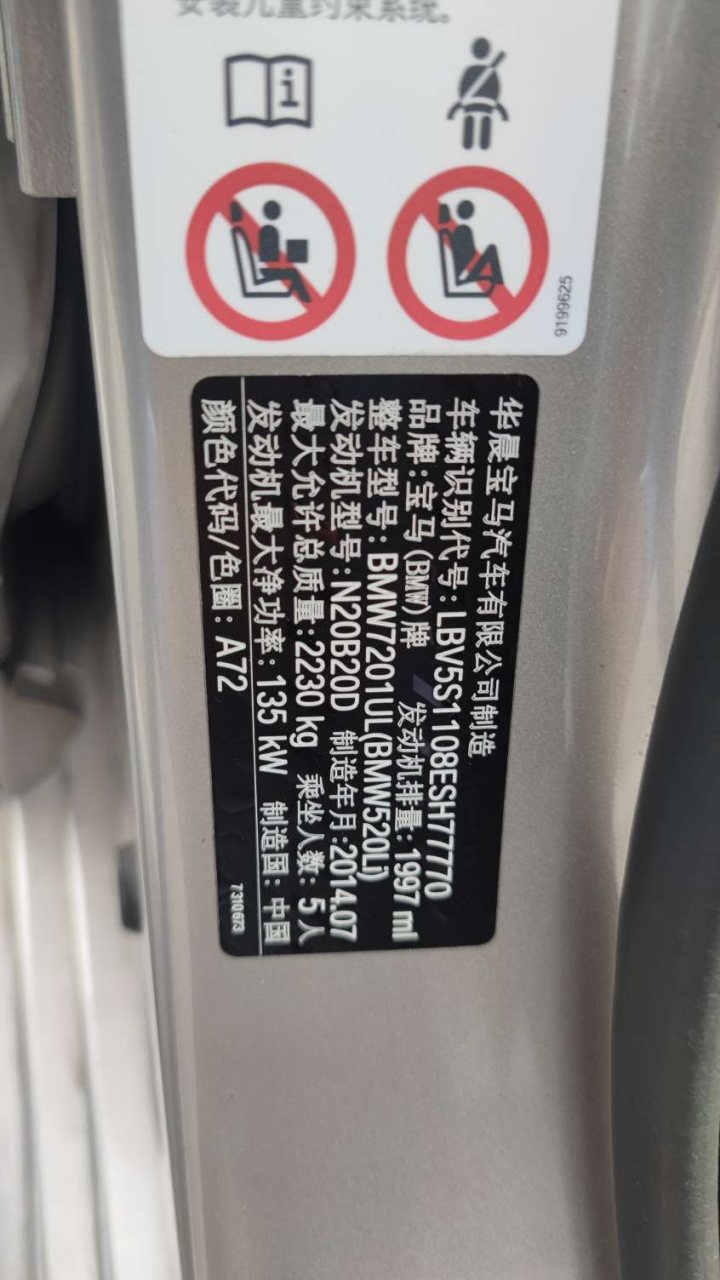 安装儿童约束系统。
9199625
华晨宝马汽车有限公司制造
车辆识别代号:LBV5S1108ESH77770
品牌:宝马(BMW)牌 发动机排量:1997 ml
整车型号:BMW7201UL(BMW520Li)
发动机型号:N20B20D 制造年月:2014.07
最大允许总质量:2230 kg 乘坐人数:5人
发动机最大净功率:135 kW 制造国:中国
颜色代码/色圈:A72
7310673